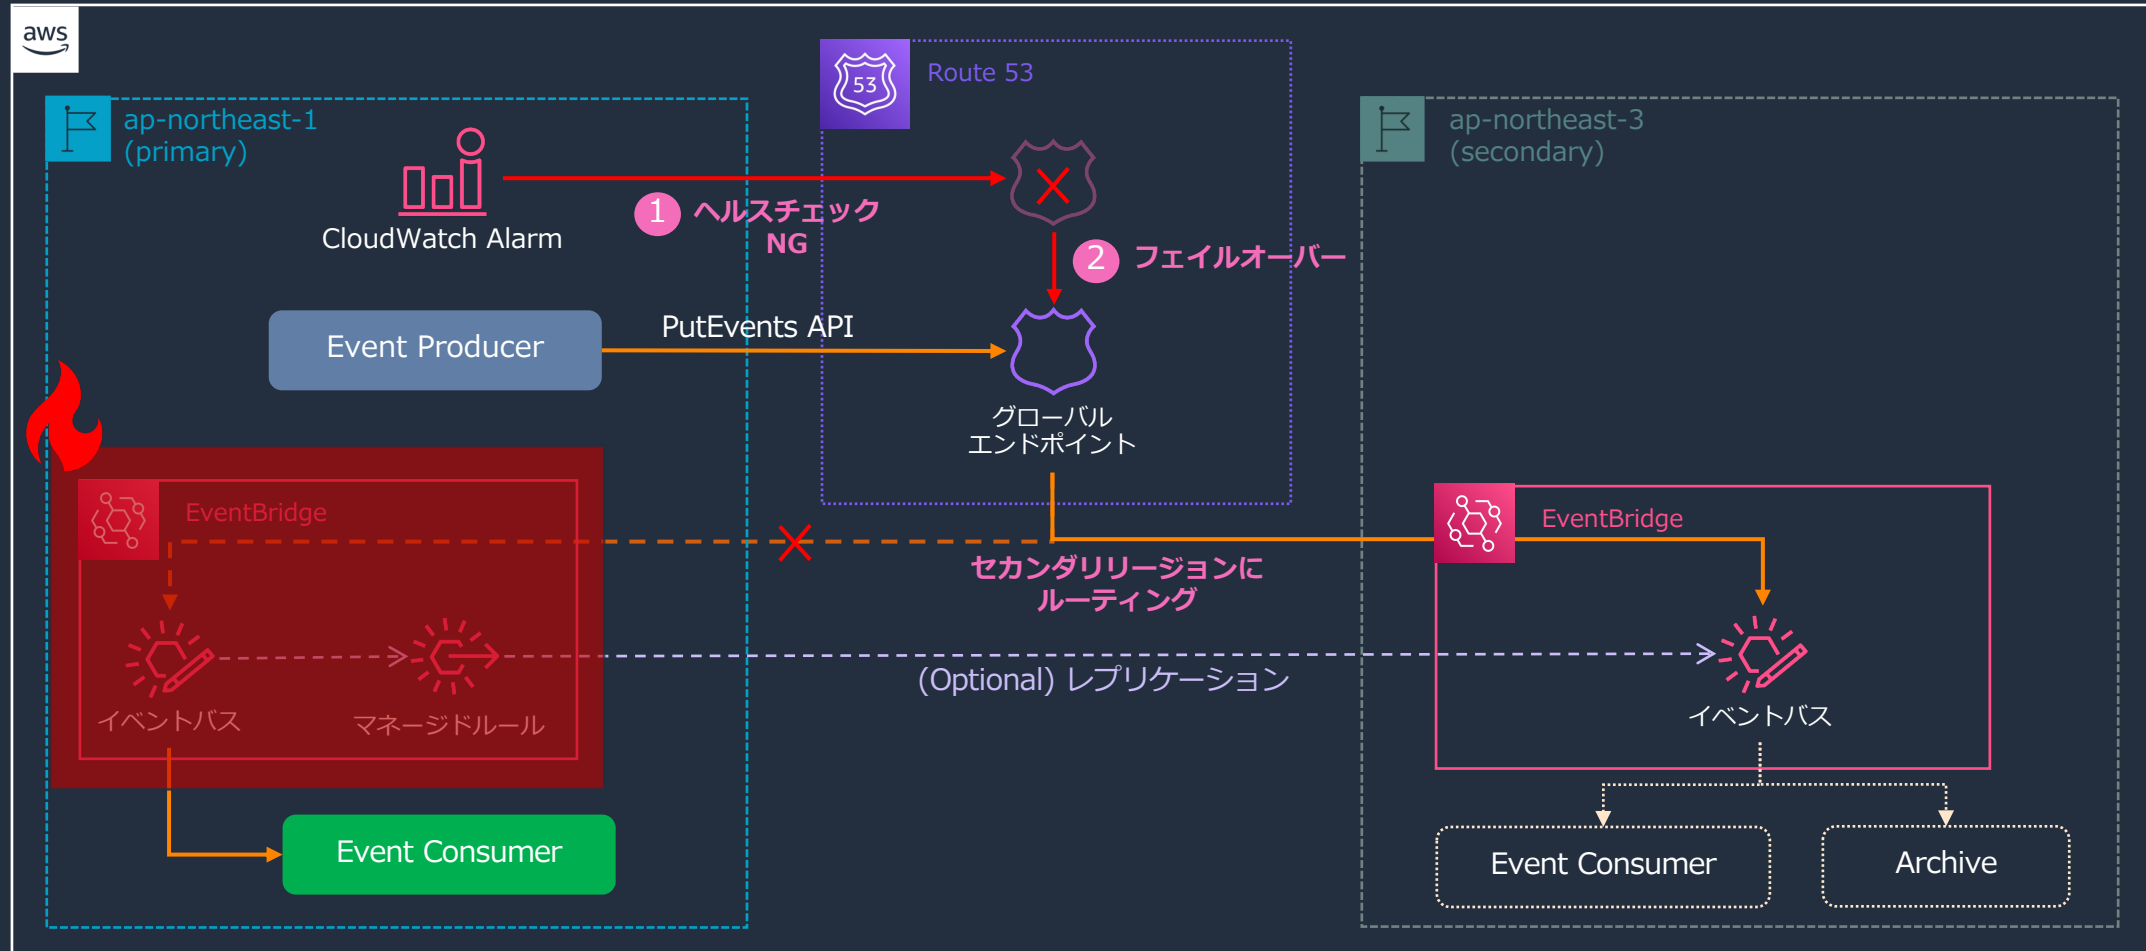 aws
53
Route 53
ap-northeast-1
(primary)
ap-northeast-3
(secondary)
CloudWatch Alarm
1
ヘルスチェック
NG
2
フェイルオーバー
Event Producer
PutEvents API
グローバル
エンドポイント
EventBridge
EventBridge
セカンダリリージョンに
ルーティング
イベントバス
マネージドルール
(Optional) レプリケーション
イベントバス
Event Consumer
Event Consumer
Archive